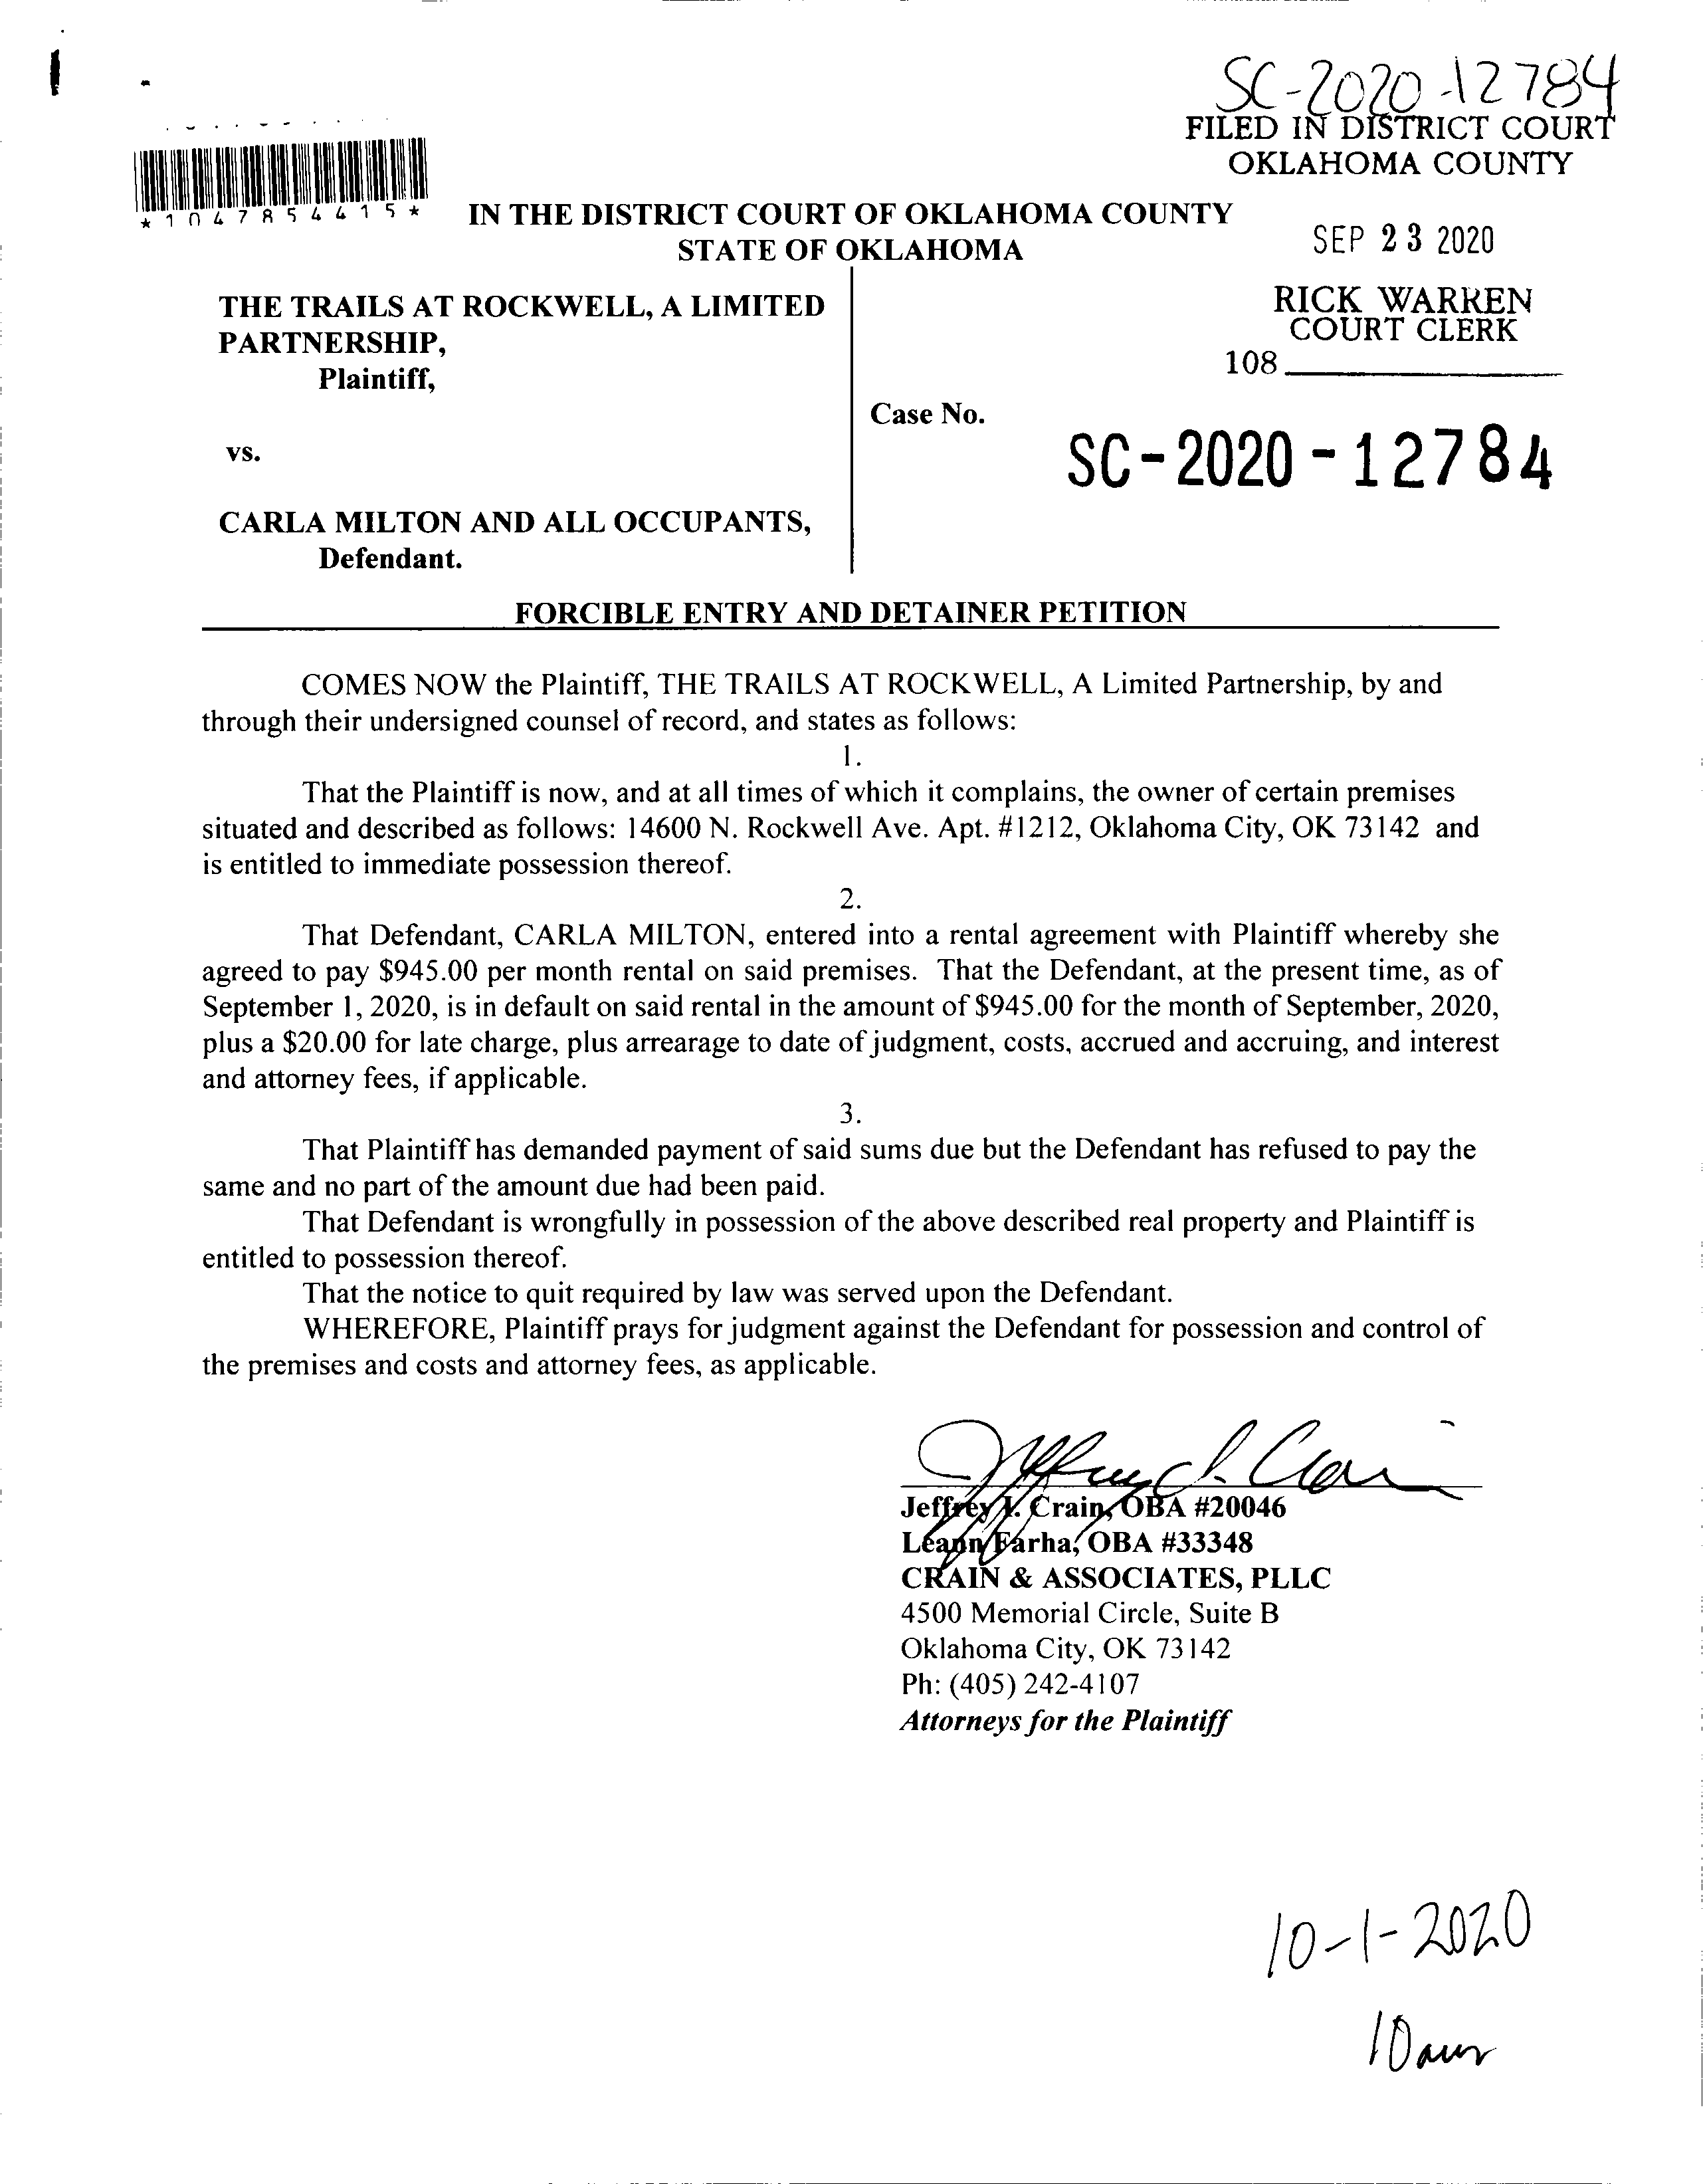 SC-2020-12784
FILED IN DISTRICT COURT
OKLAHOMA COUNTY
*1047854415*
IN THE DISTRICT COURT OF OKLAHOMA COUNTY
STATE OF OKLAHOMA
SEP 23 2020
RICK WARREN
COURT CLERK
108
THE TRAILS AT ROCKWELL, A LIMITED
PARTNERSHIP,
Plaintiff,
Case No.
SC-2020-12784
vs.
CARLA MILTON AND ALL OCCUPANTS,
Defendant.
FORCIBLE ENTRY AND DETAINER PETITION
COMES NOW the Plaintiff, THE TRAILS AT ROCKWELL, A Limited Partnership, by and
through their undersigned counsel of record, and states as follows:
1.
That the Plaintiff is now, and at all times of which it complains, the owner of certain premises
situated and described as follows: 14600 N. Rockwell Ave. Apt. #1212, Oklahoma City, OK 73142 and
is entitled to immediate possession thereof.
2.
That Defendant, CARLA MILTON, entered into a rental agreement with Plaintiff whereby she
agreed to pay $945.00 per month rental on said premises. That the Defendant, at the present time, as of
September 1, 2020, is in default on said rental in the amount of $945.00 for the month of September, 2020,
plus a $20.00 for late charge, plus arrearage to date of judgment, costs, accrued and accruing, and interest
and attorney fees, if applicable.
3.
That Plaintiff has demanded payment of said sums due but the Defendant has refused to pay the
same and no part of the amount due had been paid.
That Defendant is wrongfully in possession of the above described real property and Plaintiff is
entitled to possession thereof.
That the notice to quit required by law was served upon the Defendant.
WHEREFORE, Plaintiff prays for judgment against the Defendant for possession and control of
the premises and costs and attorney fees, as applicable.
Jeffrey Crain, OBA #20046
Leann Farha, OBA #33348
CRAIN & ASSOCIATES, PLLC
4500 Memorial Circle, Suite B
Oklahoma City, OK 73142
Ph: (405) 242-4107
Attorneys for the Plaintiff
10-1-2020
10am